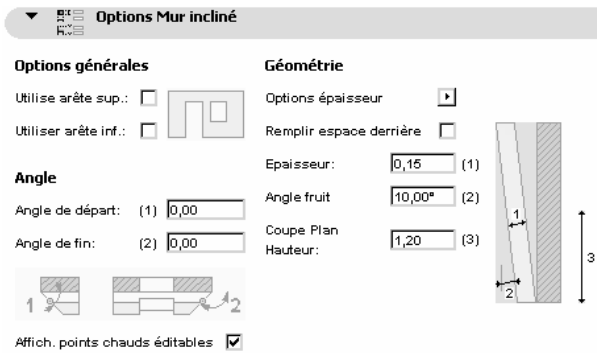 Options Mur incliné
Options générales
Utilise arête sup.:
Utiliser arête inf.:
Angle
Angle de départ: (1) 0,00
Angle de fin: (2) 0,00
1 2
Affich. points chauds éditables
Géométrie
Options épaisseur
Remplir espace derrière
Epaisseur: 0,15 (1)
Angle fruit 10,00° (2)
Coupe Plan
Hauteur: 1,20 (3)
1
2
3